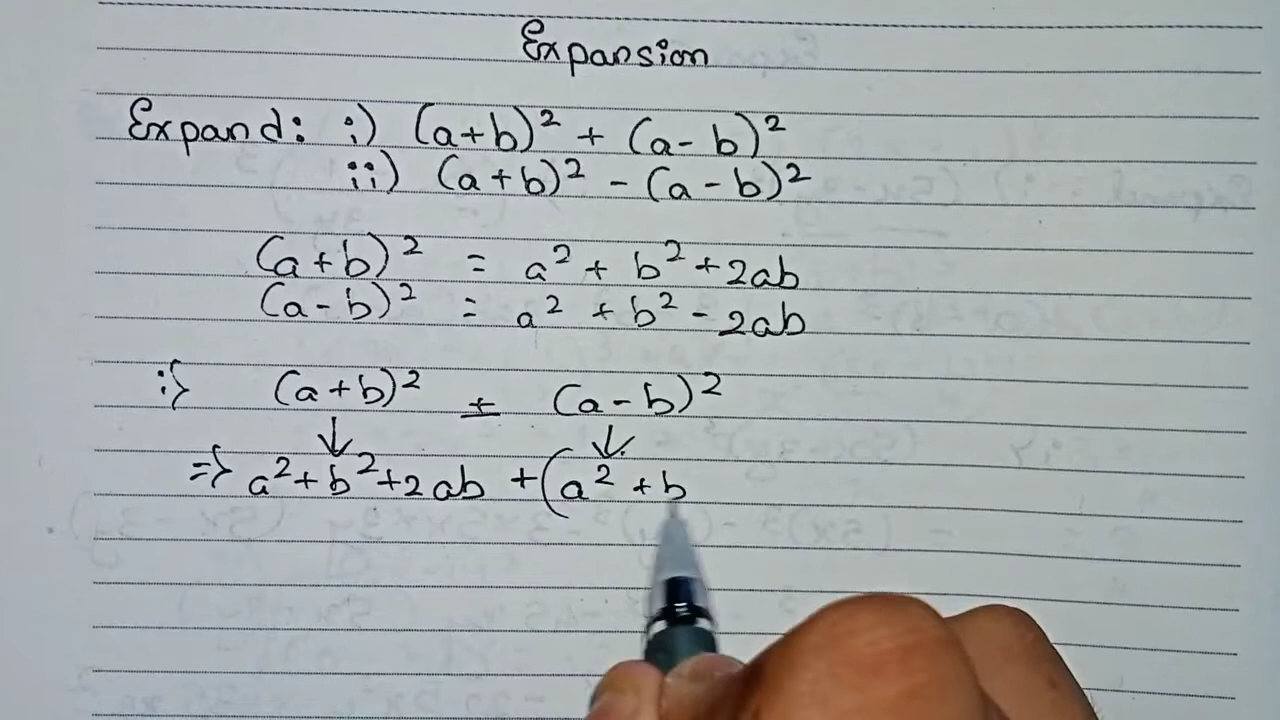 Expansion
Expand: i) (a+b)² + (a-b)²
ii) (a+b)² - (a-b)²
(a+b)² = a² + b² + 2ab
(a-b)² = a² + b² - 2ab
i) (a+b)² + (a-b)²
↓ ↓
=> a²+b²+2ab + (a² + b